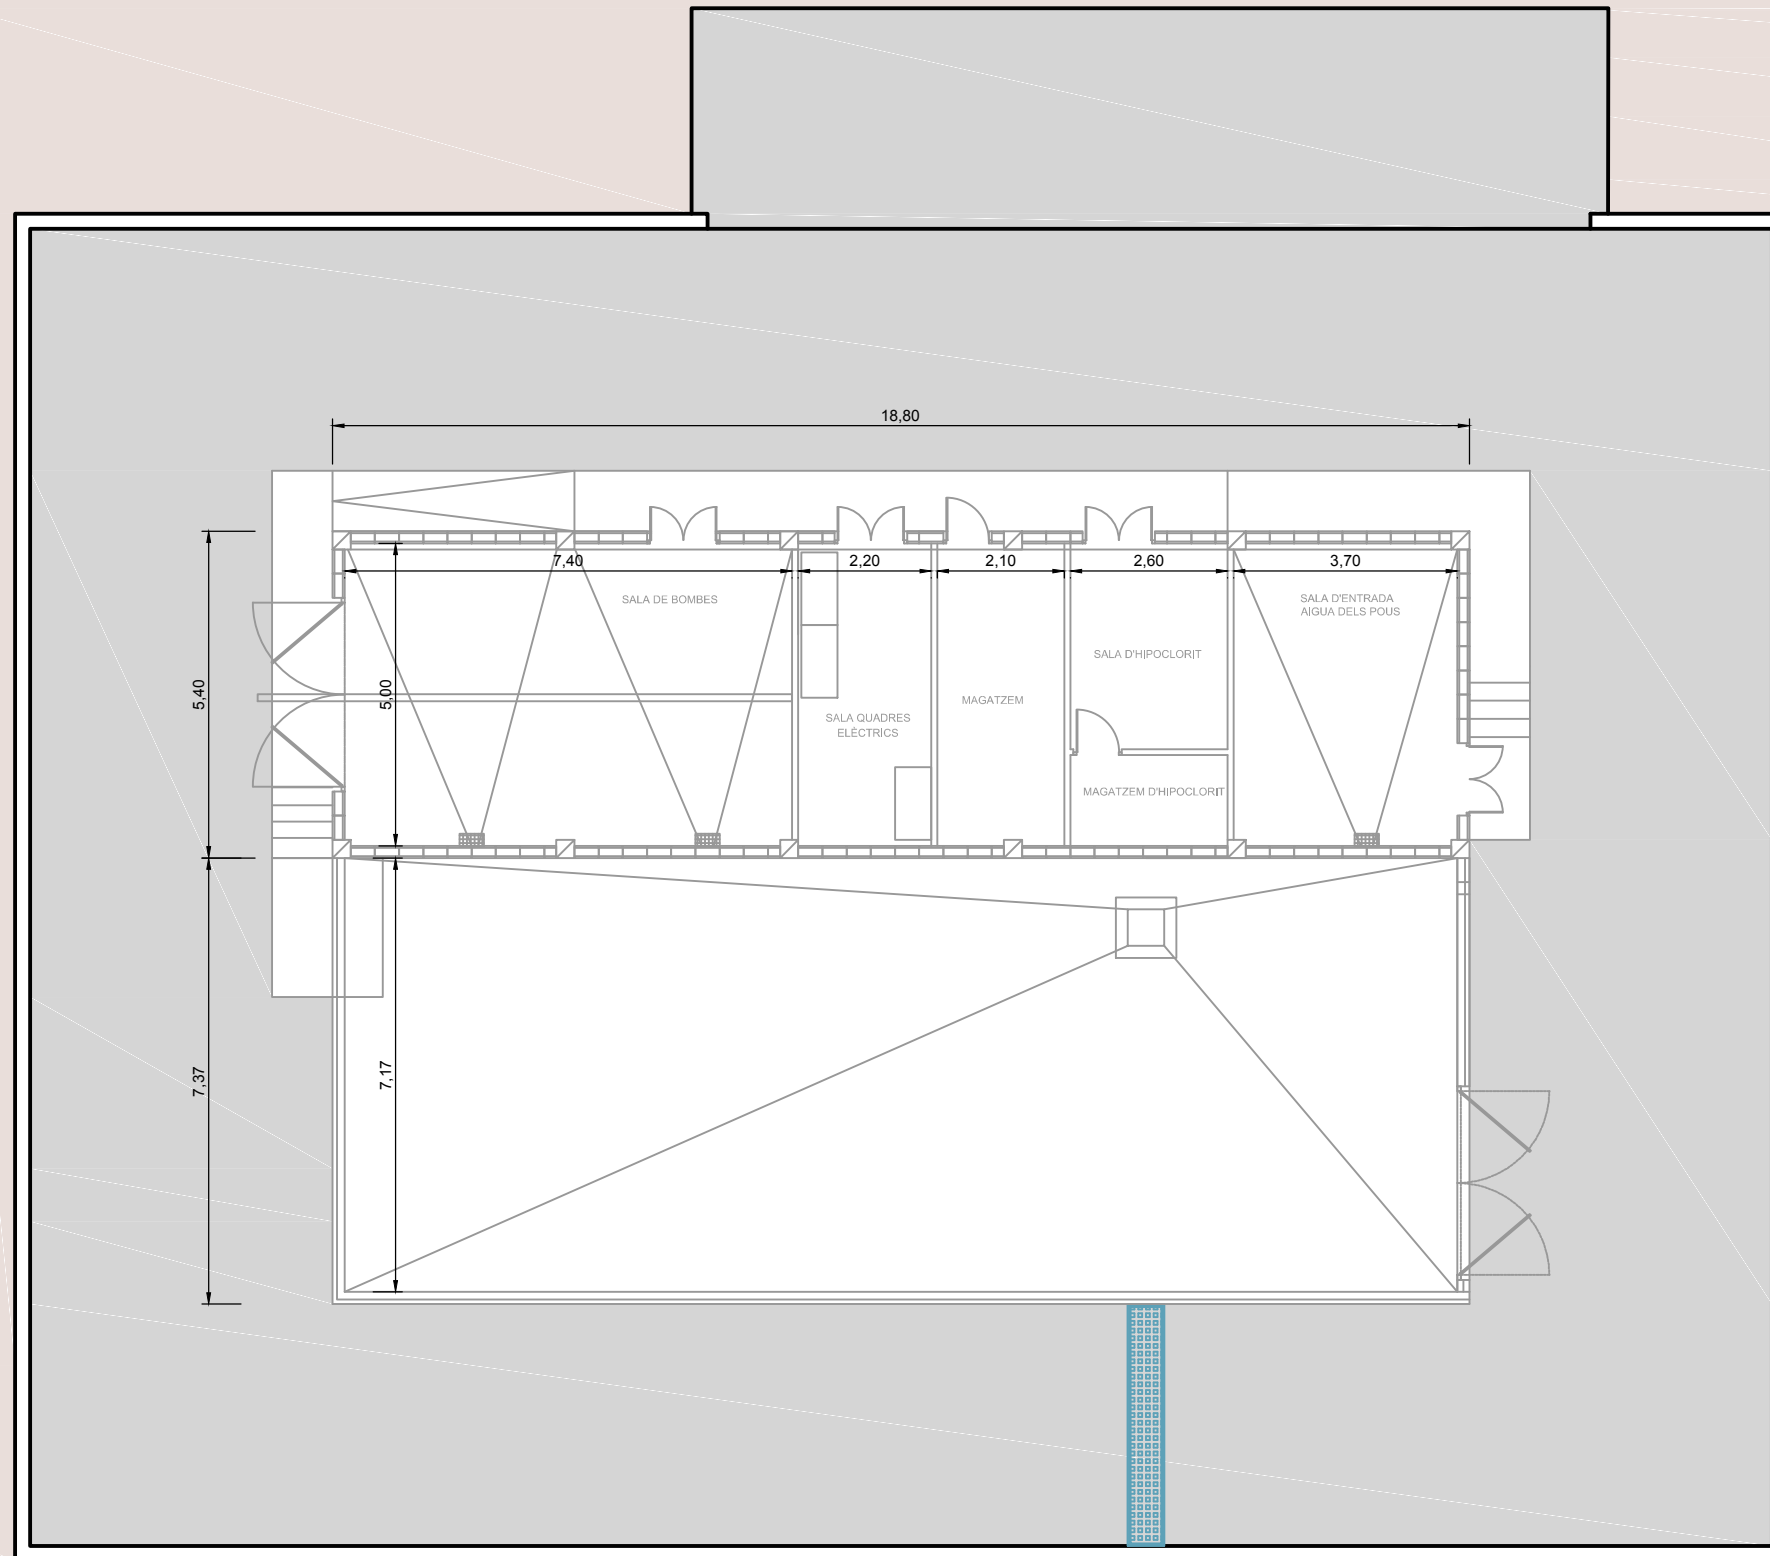 18,80
7,40
2,20
2,10
2,60
3,70
SALA DE BOMBES
SALA D'ENTRADA
AIGUA DELS POUS
SALA D'HIPOCLORIT
5,40
5,00
MAGATZEM
SALA QUADRES
ELÈCTRICS
MAGATZEM D'HIPOCLORIT
7,37
7,17